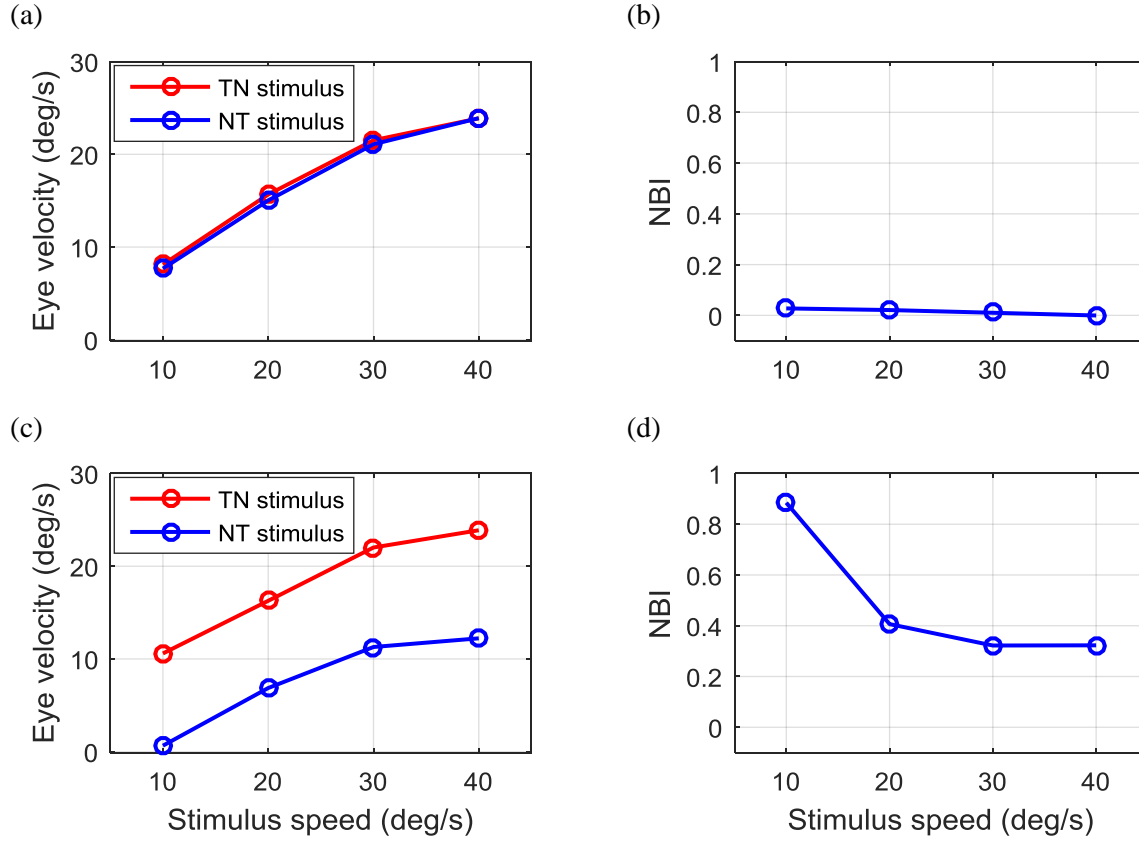 (a)
30
20
10
0
Eye velocity (deg/s)
TN stimulus
NT stimulus
10 20 30 40
(b)
1
0.8
0.6
0.4
0.2
0
NBI
10 20 30 40
(c)
30
20
10
0
Eye velocity (deg/s)
TN stimulus
NT stimulus
10 20 30 40
Stimulus speed (deg/s)
(d)
1
0.8
0.6
0.4
0.2
0
NBI
10 20 30 40
Stimulus speed (deg/s)